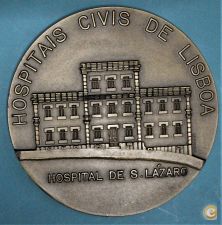 HOSPITAIS CIVIS DE LISBOA
HOSPITAL DE S. LÁZARO